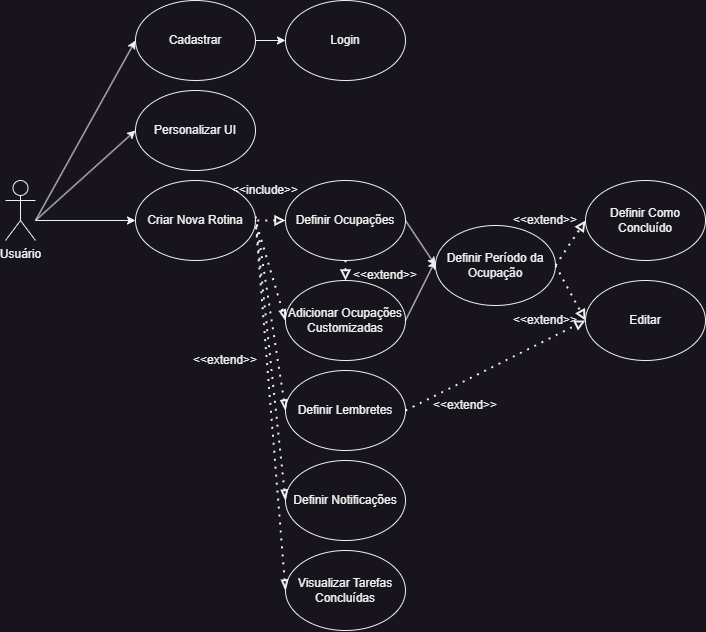 Cadastrar
Login
Personalizar UI
Usuário
Criar Nova Rotina
<<include>>
Definir Ocupações
<<extend>>
Adicionar Ocupações
Customizadas
Definir Período da
Ocupação
<<extend>>
Definir Como
Concluído
<<extend>>
Editar
<<extend>>
Definir Lembretes
<<extend>>
Definir Notificações
Visualizar Tarefas
Concluídas